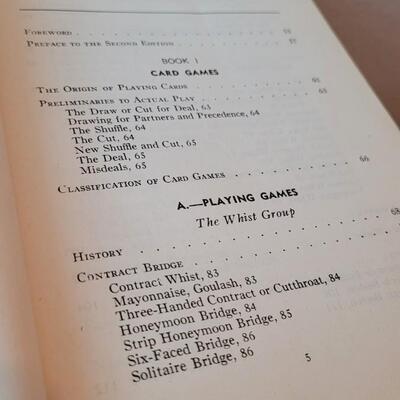 Foreword
Preface to the Second Edition
BOOK I
CARD GAMES
The Origin of Playing Cards
Preliminaries to Actual Play
The Draw or Cut for Deal, 63
Drawing for Partners and Precedence, 64
The Shuffle, 64
The Cut, 64
New Shuffle and Cut, 65
The Deal, 65
Misdeals, 65
Classification of Card Games 66
A.—PLAYING GAMES
The Whist Group
History 68
Contract Bridge
Contract Whist, 83
Mayonnaise, Goulash, 83
Three-Handed Contract or Cutthroat, 84
Honeymoon Bridge, 84
Strip Honeymoon Bridge, 85
Six-Faced Bridge, 86
Solitaire Bridge, 86
5